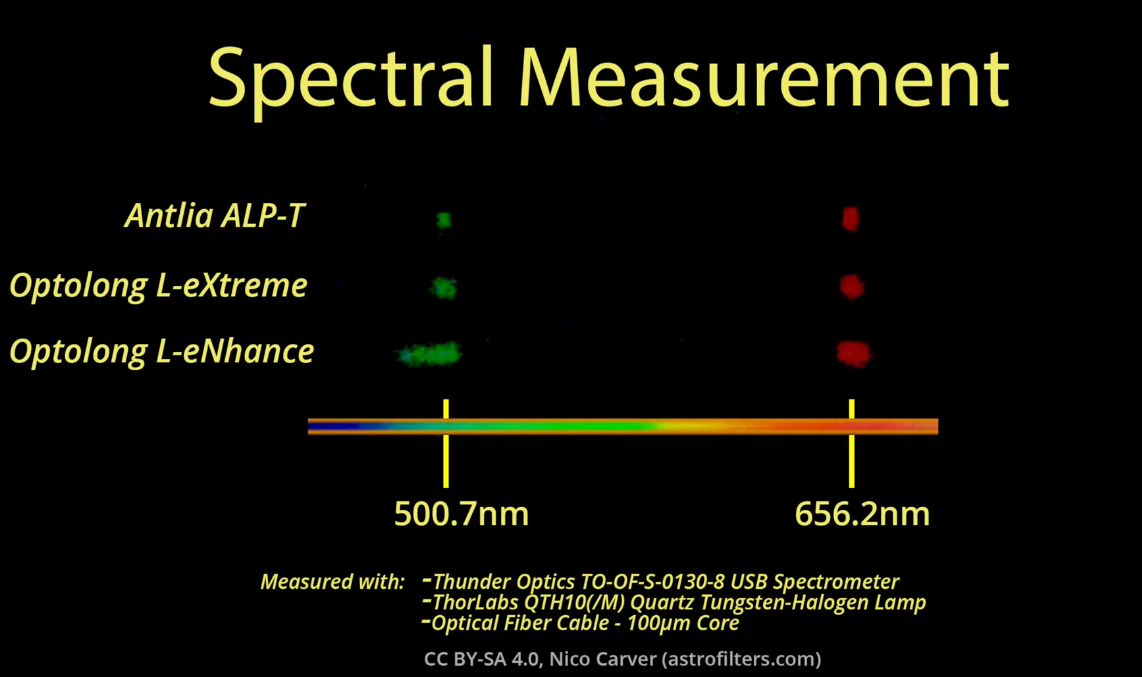 Spectral Measurement
Antlia ALP-T
Optolong L-eXtreme
Optolong L-eNhance
500.7nm 656.2nm
Measured with: -Thunder Optics TO-OF-S-0130-8 USB Spectrometer
-ThorLabs QTH10(/M) Quartz Tungsten-Halogen Lamp
-Optical Fiber Cable - 100µm Core
CC BY-SA 4.0, Nico Carver (astrofilters.com)